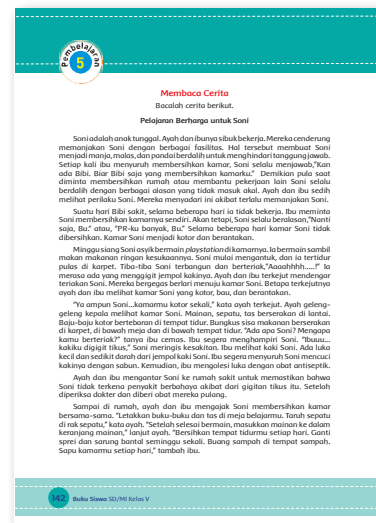 Pembelajaran
5
Membaca Cerita
Bacalah cerita berikut.
Pelajaran Berharga untuk Soni
Soni adalah anak tunggal. Ayah dan ibunya sibuk bekerja. Mereka cenderung
memanjakan Soni dengan berbagai fasilitas. Hal tersebut membuat Soni
menjadi manja, malas, dan pandai berdalih untuk menghindari tanggung jawab.
Setiap kali ibu menyuruh membersihkan kamar, Soni selalu menjawab,"Kan
ada Bibi. Biar Bibi saja yang membersihkan kamarku." Demikian pula saat
diminta membersihkan rumah atau membantu pekerjaan lain Soni selalu
berdalih dengan berbagai alasan yang tidak masuk akal. Ayah dan ibu sedih
melihat perilaku Soni. Mereka menyadari ini akibat terlalu memanjakan Soni.
Suatu hari Bibi sakit, selama beberapa hari ia tidak bekerja. Ibu meminta
Soni membersihkan kamarnya sendiri. Akan tetapi, Soni selalu beralasan,"Nanti
saja, Bu." atau, "PR-ku banyak, Bu." Selama beberapa hari kamar Soni tidak
dibersihkan. Kamar Soni menjadi kotor dan berantakan.
Minggu siang Soni asyik bermain playstation di kamarnya. Ia bermain sambil
makan makanan ringan kesukaannya. Soni mulai mengantuk, dan ia tertidur
pulas di karpet. Tiba-tiba Soni terbangun dan berteriak,"Aaaahhhh.....!" Ia
merasa ada yang menggigit jempol kakinya. Ayah dan ibu terkejut mendengar
teriakan Soni. Mereka bergegas berlari menuju kamar Soni. Betapa terkejutnya
ayah dan ibu melihat kamar Soni yang kotor, bau, dan berantakan.
"Ya ampun Soni...kamarmu kotor sekali," kata ayah terkejut. Ayah geleng-
geleng kepala melihat kamar Soni. Mainan, sepatu, tas berserakan di lantai.
Baju-baju kotor bertebaran di tempat tidur. Bungkus sisa makanan berserakan
di karpet, di bawah meja dan di bawah tempat tidur. "Ada apa Soni? Mengapa
kamu berteriak?" tanya ibu cemas. Ibu segera menghampiri Soni. "Ibuuu...
kakiku digigit tikus," Soni meringis kesakitan. Ibu melihat kaki Soni. Ada luka
kecil dan sedikit darah dari jempol kaki Soni. Ibu segera menyuruh Soni mencuci
kakinya dengan sabun. Kemudian, ibu mengolesi luka dengan obat antiseptik.
Ayah dan ibu mengantar Soni ke rumah sakit untuk memastikan bahwa
Soni tidak terkena penyakit berbahaya akibat dari gigitan tikus itu. Setelah
diperiksa dokter dan diberi obat mereka pulang.
Sampai di rumah, ayah dan ibu mengajak Soni membersihkan kamar
bersama-sama. "Letakkan buku-buku dan tas di meja belajarmu. Taruh sepatu
di rak sepatu," kata ayah. "Setelah selesai bermain, masukkan mainan ke dalam
keranjang mainan," lanjut ayah. "Bersihkan tempat tidurmu setiap hari. Ganti
sprei dan sarung bantal seminggu sekali. Buang sampah di tempat sampah.
Sapu kamarmu setiap hari," tambah ibu.
142 Buku Siswa SD/MI Kelas V